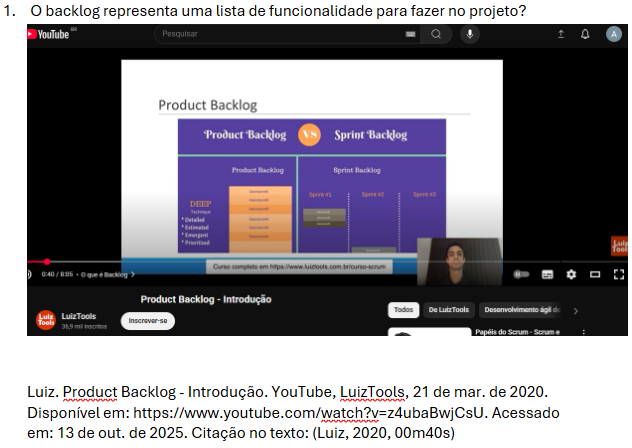 1. O backlog representa uma lista de funcionalidade para fazer no projeto?
YouTube BR
Pesquisar
A
Product Backlog
Product Backlog VS Sprint Backlog
Product Backlog
Sprint Backlog
DEEP
Technique
* Detailed
* Estimated
* Emergent
* Prioritized
Sprint #1
Sprint #2
Sprint #3
Curso completo em https://www.luiztools.com.br/curso-scrum
Luiz
Tools
0:40 / 8:05 • O que é Backlog >
Product Backlog - Introdução
Luiz
Tools
LuizTools
36,9 mil inscritos
Inscrever-se
Todos
De LuizTools
Desenvolvimento ágil de
Papéis do Scrum - Scrum e
Luiz. Product Backlog - Introdução. YouTube, LuizTools, 21 de mar. de 2020.
Disponível em: https://www.youtube.com/watch?v=z4ubaBwjCsU. Acessado
em: 13 de out. de 2025. Citação no texto: (Luiz, 2020, 00m40s)